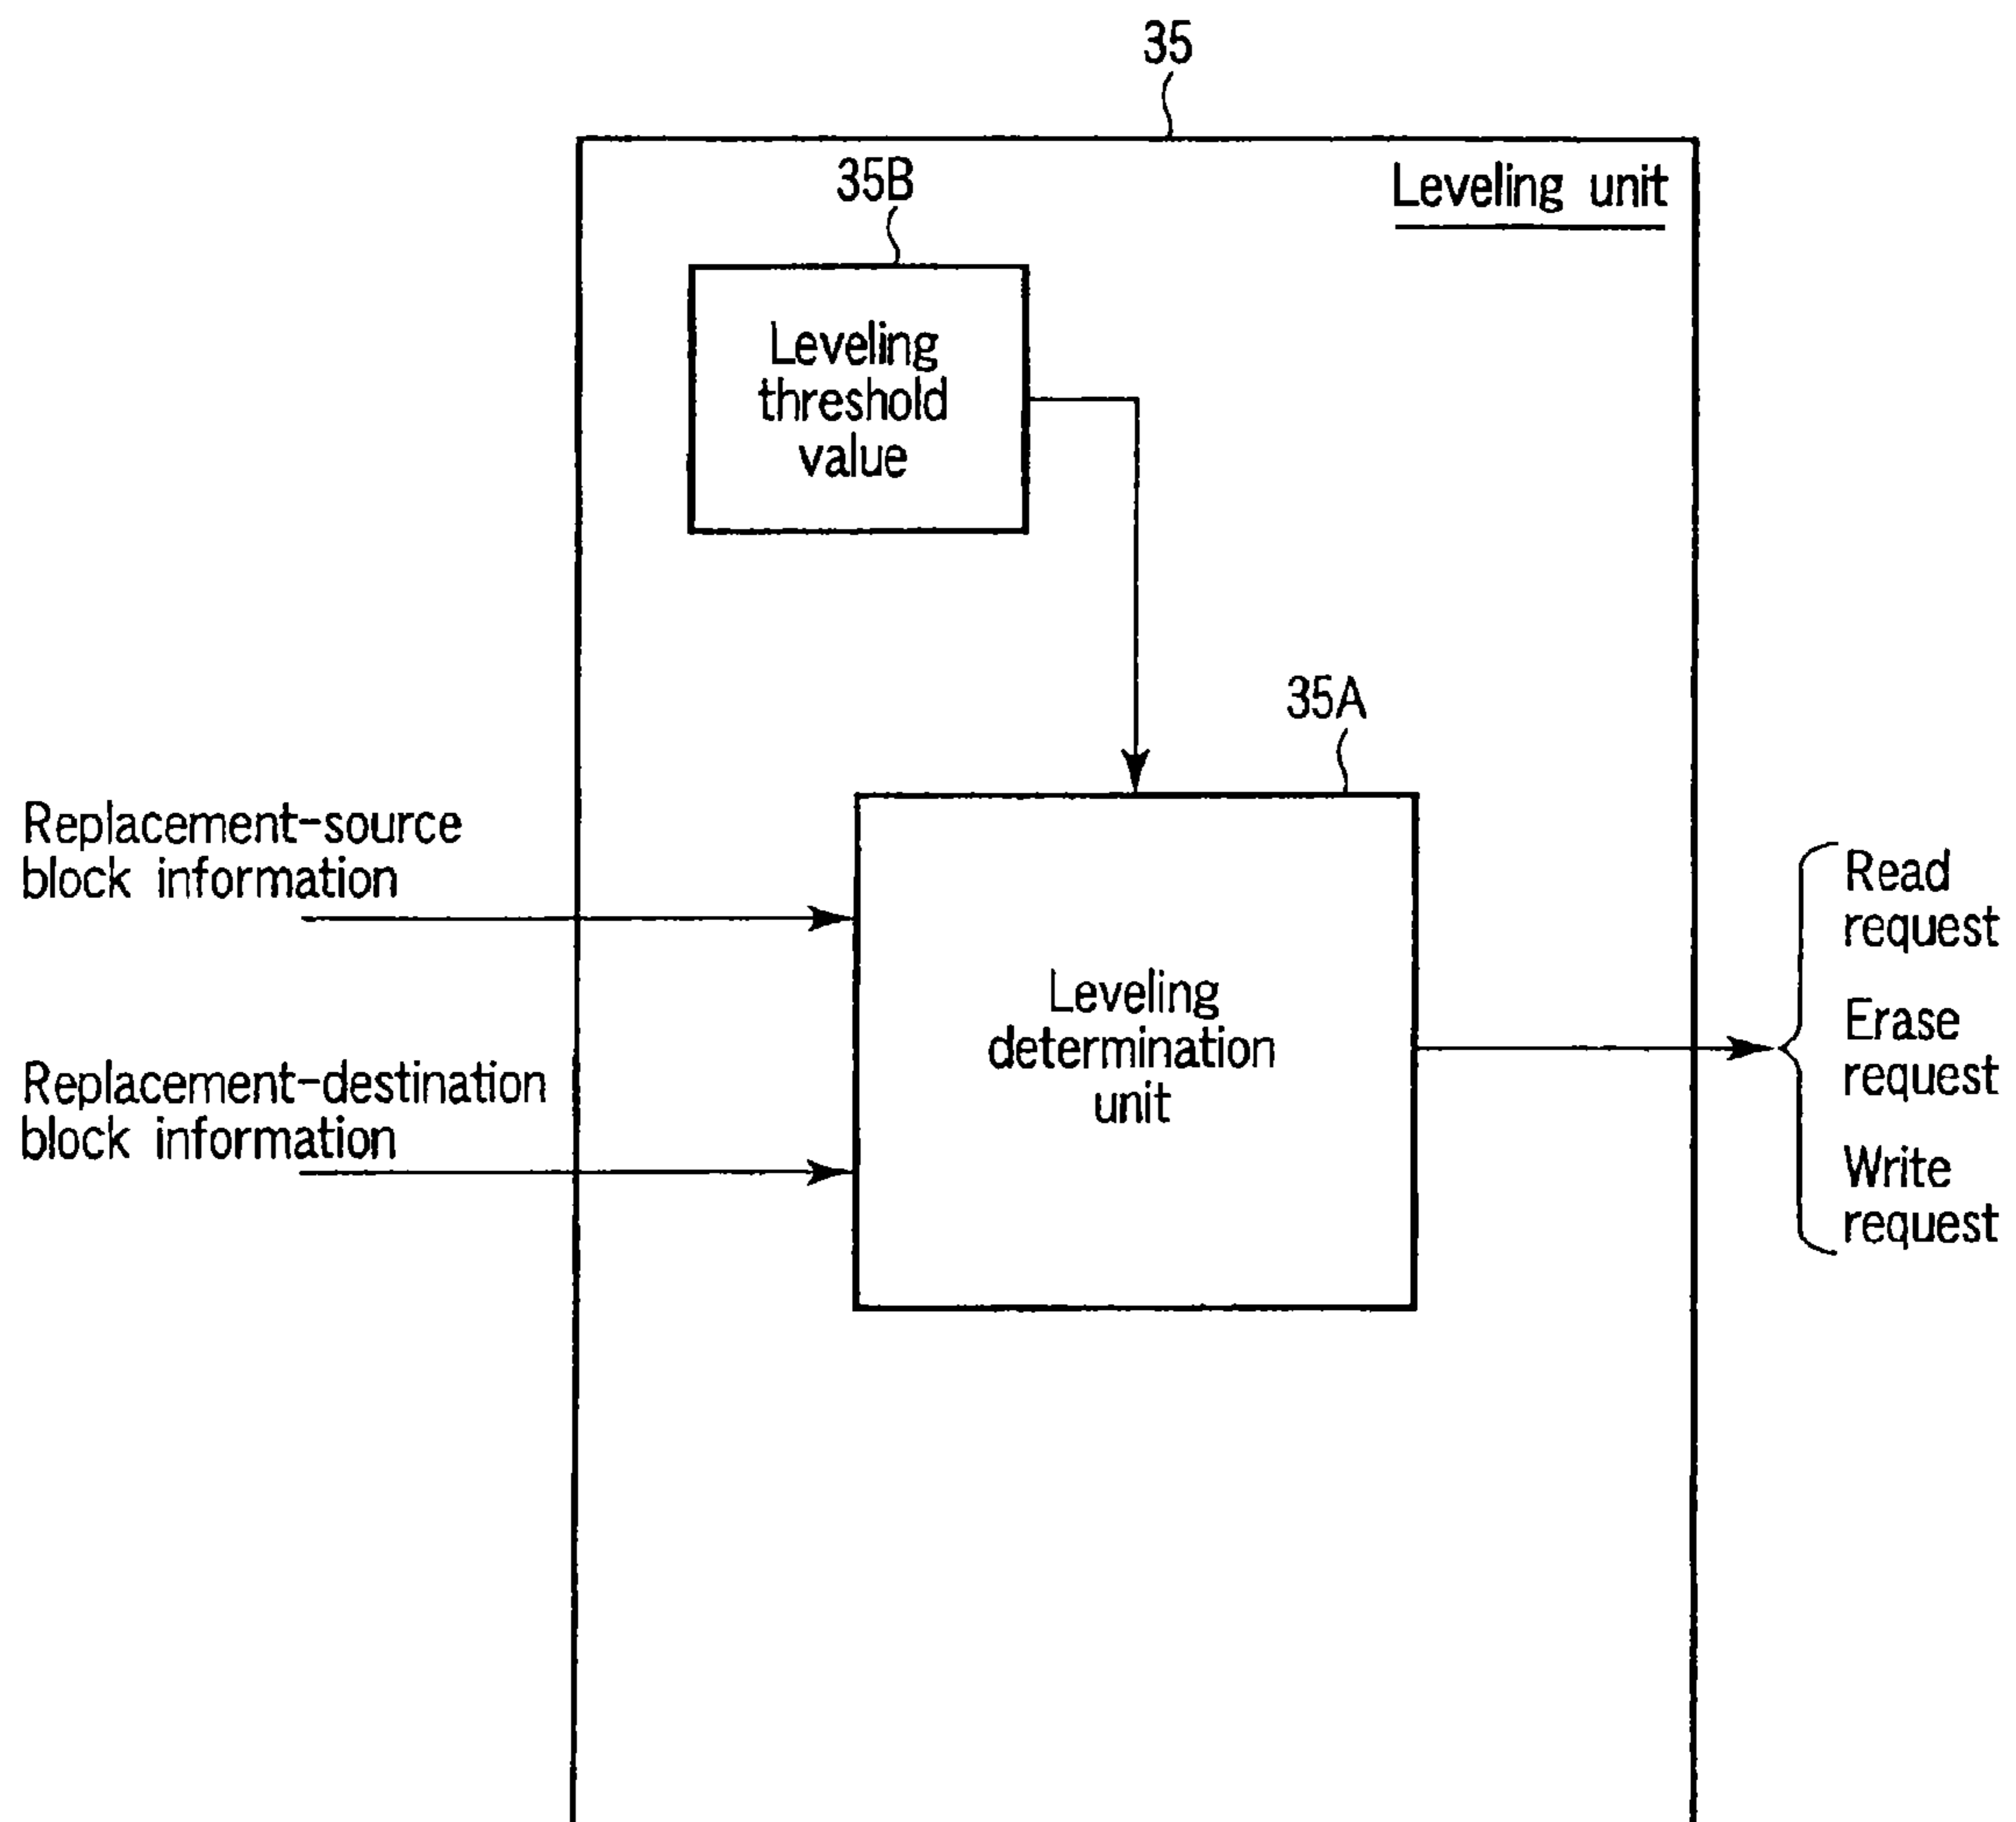 35
Leveling unit
35B
Leveling
threshold
value
35A
Replacement-source
block information
Replacement-destination
block information
Leveling
determination
unit
Read
request
Erase
request
Write
request